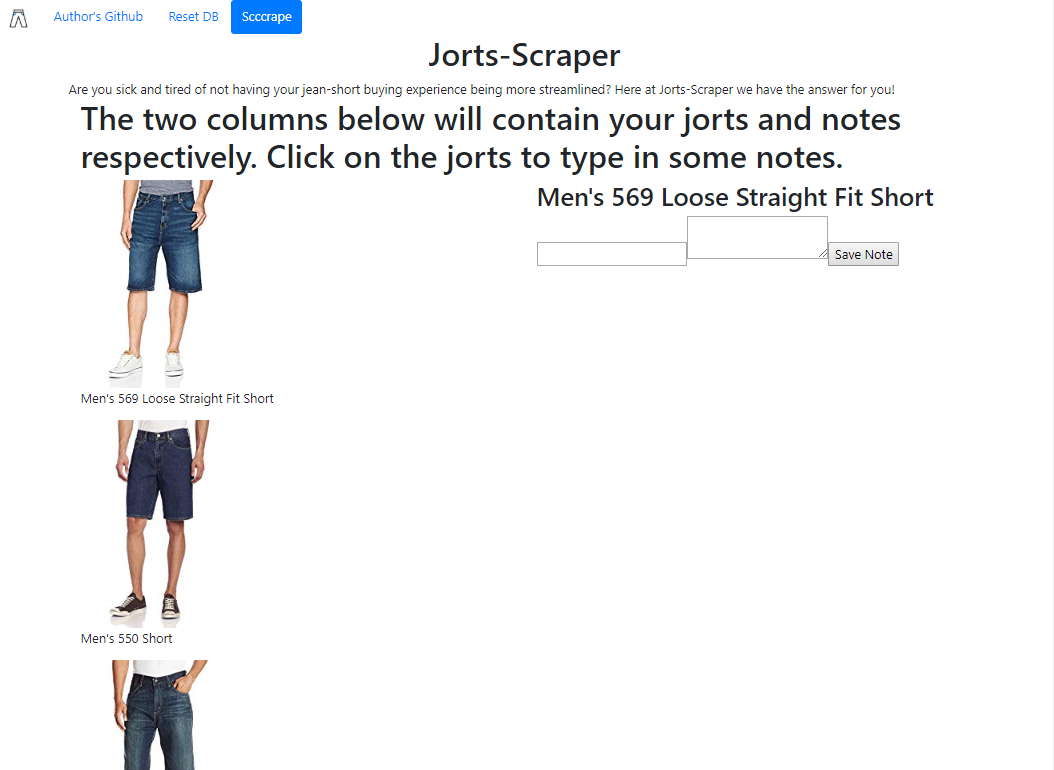 Author's Github Reset DB Scccrape
Jorts-Scraper
Are you sick and tired of not having your jean-short buying experience being more streamlined? Here at Jorts-Scraper we have the answer for you!
The two columns below will contain your jorts and notes
respectively. Click on the jorts to type in some notes.
Men's 569 Loose Straight Fit Short
Save Note
Men's 569 Loose Straight Fit Short
Men's 550 Short